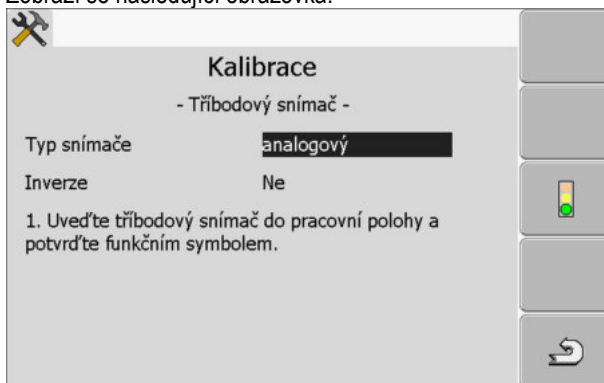 Zobrazí se následující obrazovka:
Kalibrace
- Tříbodový snímač -
Typ snímače analogový
Inverze Ne
1. Uveďte tříbodový snímač do pracovní polohy a
potvrďte funkčním symbolem.